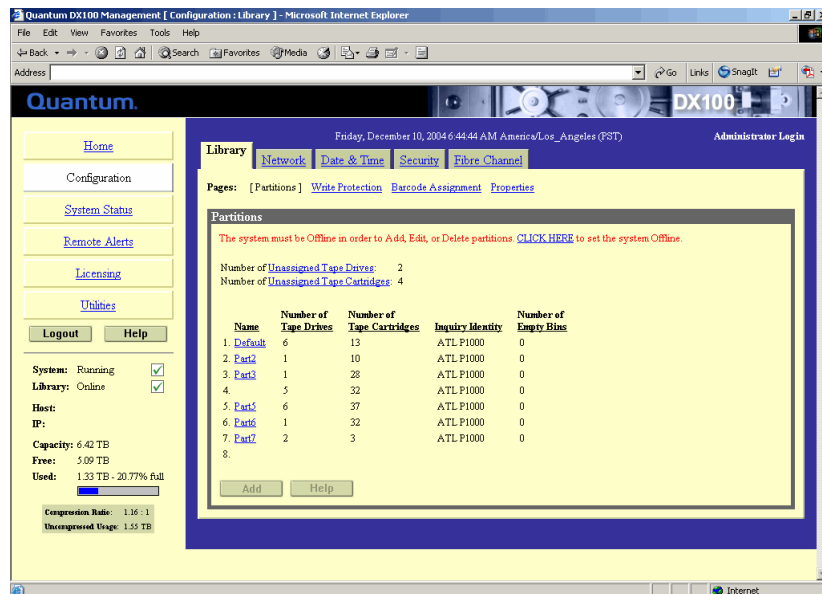 Quantum DX100 Management [ Configuration : Library ] - Microsoft Internet Explorer
File Edit View Favorites Tools Help
Back Search Favorites Media
Address Go Links SnagIt
Quantum. DX100
Friday, December 10, 2004 6:44:44 AM America/Los_Angeles (PST) Administrator Login
Home
Configuration
System Status
Remote Alerts
Licensing
Utilities
Logout Help
System: Running
Library: Online
Host:
IP:
Capacity: 6.42 TB
Free: 5.09 TB
Used: 1.33 TB - 20.77% full
Compression Ratio: 1.16 : 1
Uncompressed Usage: 1.55 TB
Library Network Date & Time Security Fibre Channel
Pages: [ Partitions ] Write Protection Barcode Assignment Properties
Partitions
The system must be Offline in order to Add, Edit, or Delete partitions. CLICK HERE to set the system Offline.
Number of Unassigned Tape Drives: 2
Number of Unassigned Tape Cartridges: 4
Number of Number of Number of
Name Tape Drives Tape Cartridges Inquiry Identity Empty Bins
1. Default 6 13 ATL P1000 0
2. Part2 1 10 ATL P1000 0
3. Part3 1 28 ATL P1000 0
4. 5 32 ATL P1000 0
5. Part5 6 37 ATL P1000 0
6. Part6 1 32 ATL P1000 0
7. Part7 2 3 ATL P1000 0
8.
Add Help
Internet